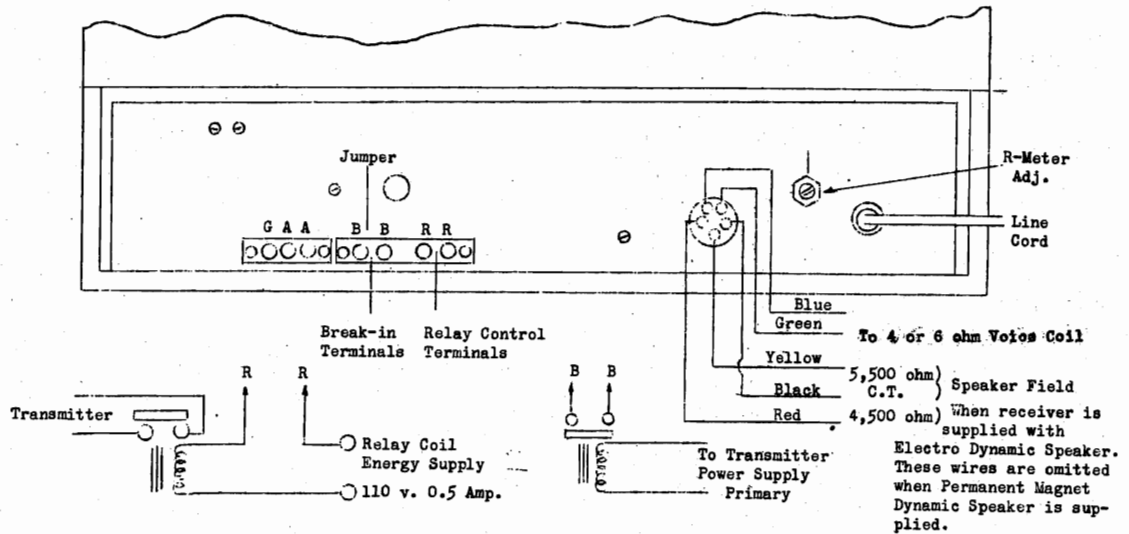 Jumper
R-Meter
Adj.
G A A B B R R
Line
Cord
Break-in
Terminals
Relay Control
Terminals
Blue
Green
To 4 or 6 ohm Voice Coil
Yellow
Black
Red
5,500 ohm)
C.T.
Speaker Field
4,500 ohm) When receiver is
supplied with
Electro Dynamic Speaker.
These wires are omitted
when Permanent Magnet
Dynamic Speaker is sup-
plied.
R R
Transmitter
Relay Coil
Energy Supply
110 v. 0.5 Amp.
B B
To Transmitter
Power Supply
Primary